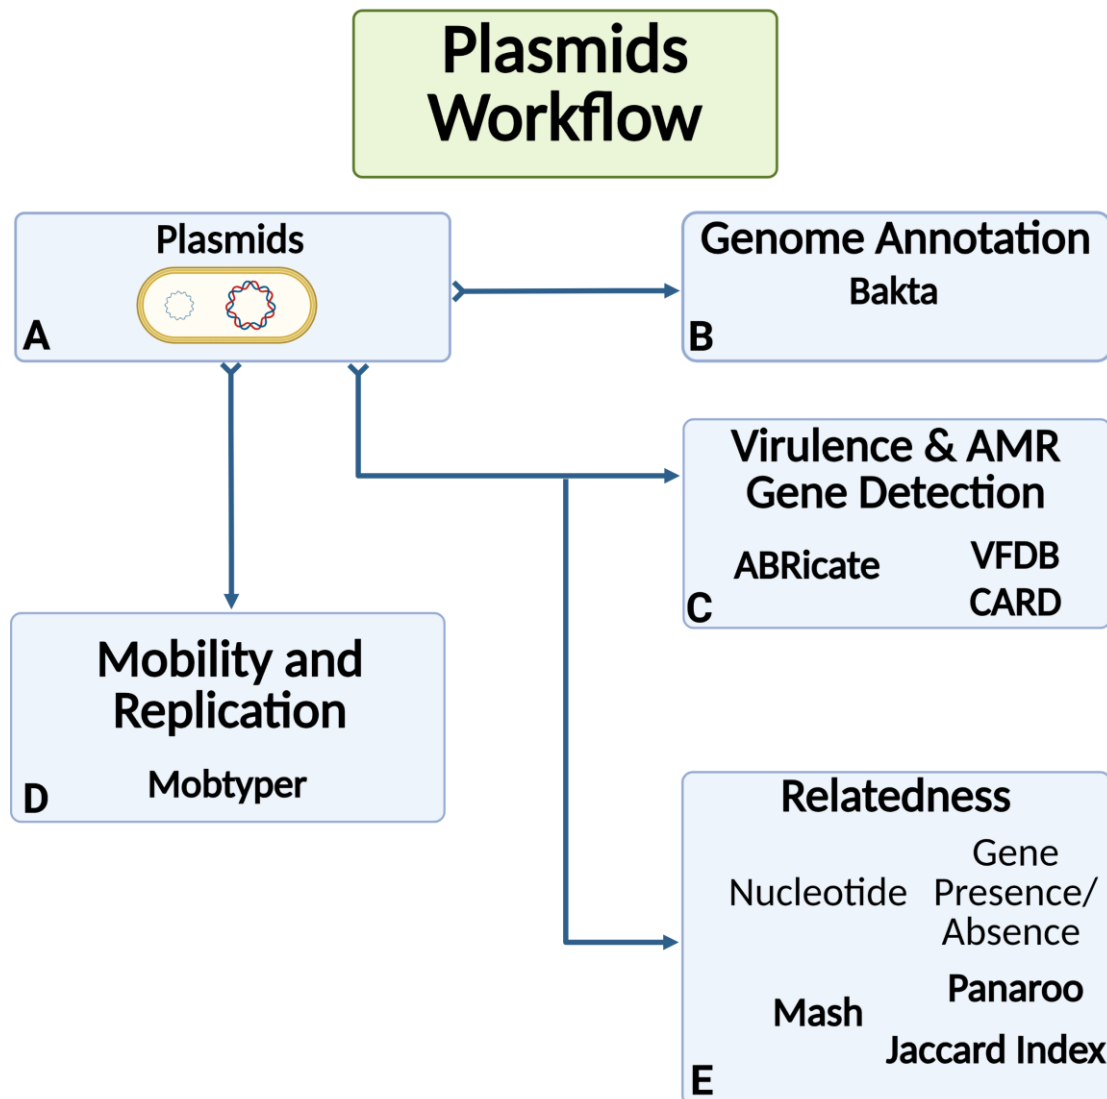 Plasmids
Workflow
Plasmids
A
Genome Annotation
Bakta
B
Virulence & AMR
Gene Detection
ABRicate
VFDB
CARD
C
Mobility and
Replication
Mobtyper
D
Relatedness
Nucleotide
Gene
Presence/
Absence
Mash
Panaroo
Jaccard Index
E